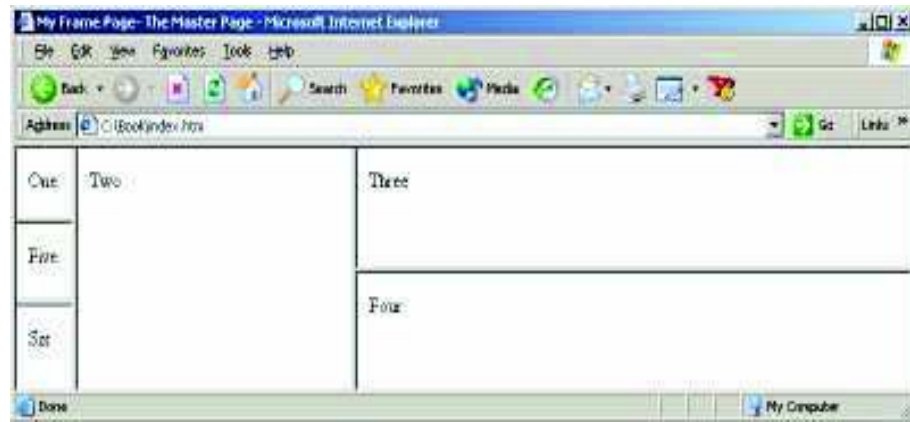 My Frame Page- The Master Page - Microsoft Internet Explorer
File Edit View Favorites Tools Help
Back Search Favorites Media
Address C:\Book\index.htm Go Links »
One Two Three
Five
Four
Six
Done My Computer